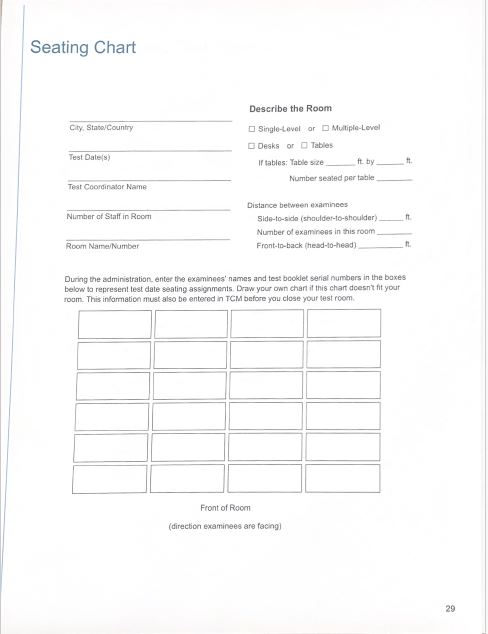 Seating Chart
City, State/Country
Test Date(s)
Test Coordinator Name
Number of Staff in Room
Room Name/Number
Describe the Room
☐ Single-Level or ☐ Multiple-Level
☐ Desks or ☐ Tables
If tables: Table size ______ ft. by ______ ft.
Number seated per table ________
Distance between examinees
Side-to-side (shoulder-to-shoulder) ______ ft.
Number of examinees in this room ________
Front-to-back (head-to-head) __________ ft.
During the administration, enter the examinees' names and test booklet serial numbers in the boxes
below to represent test date seating assignments. Draw your own chart if this chart doesn't fit your
room. This information must also be entered in TCM before you close your test room.
Front of Room
(direction examinees are facing)
29